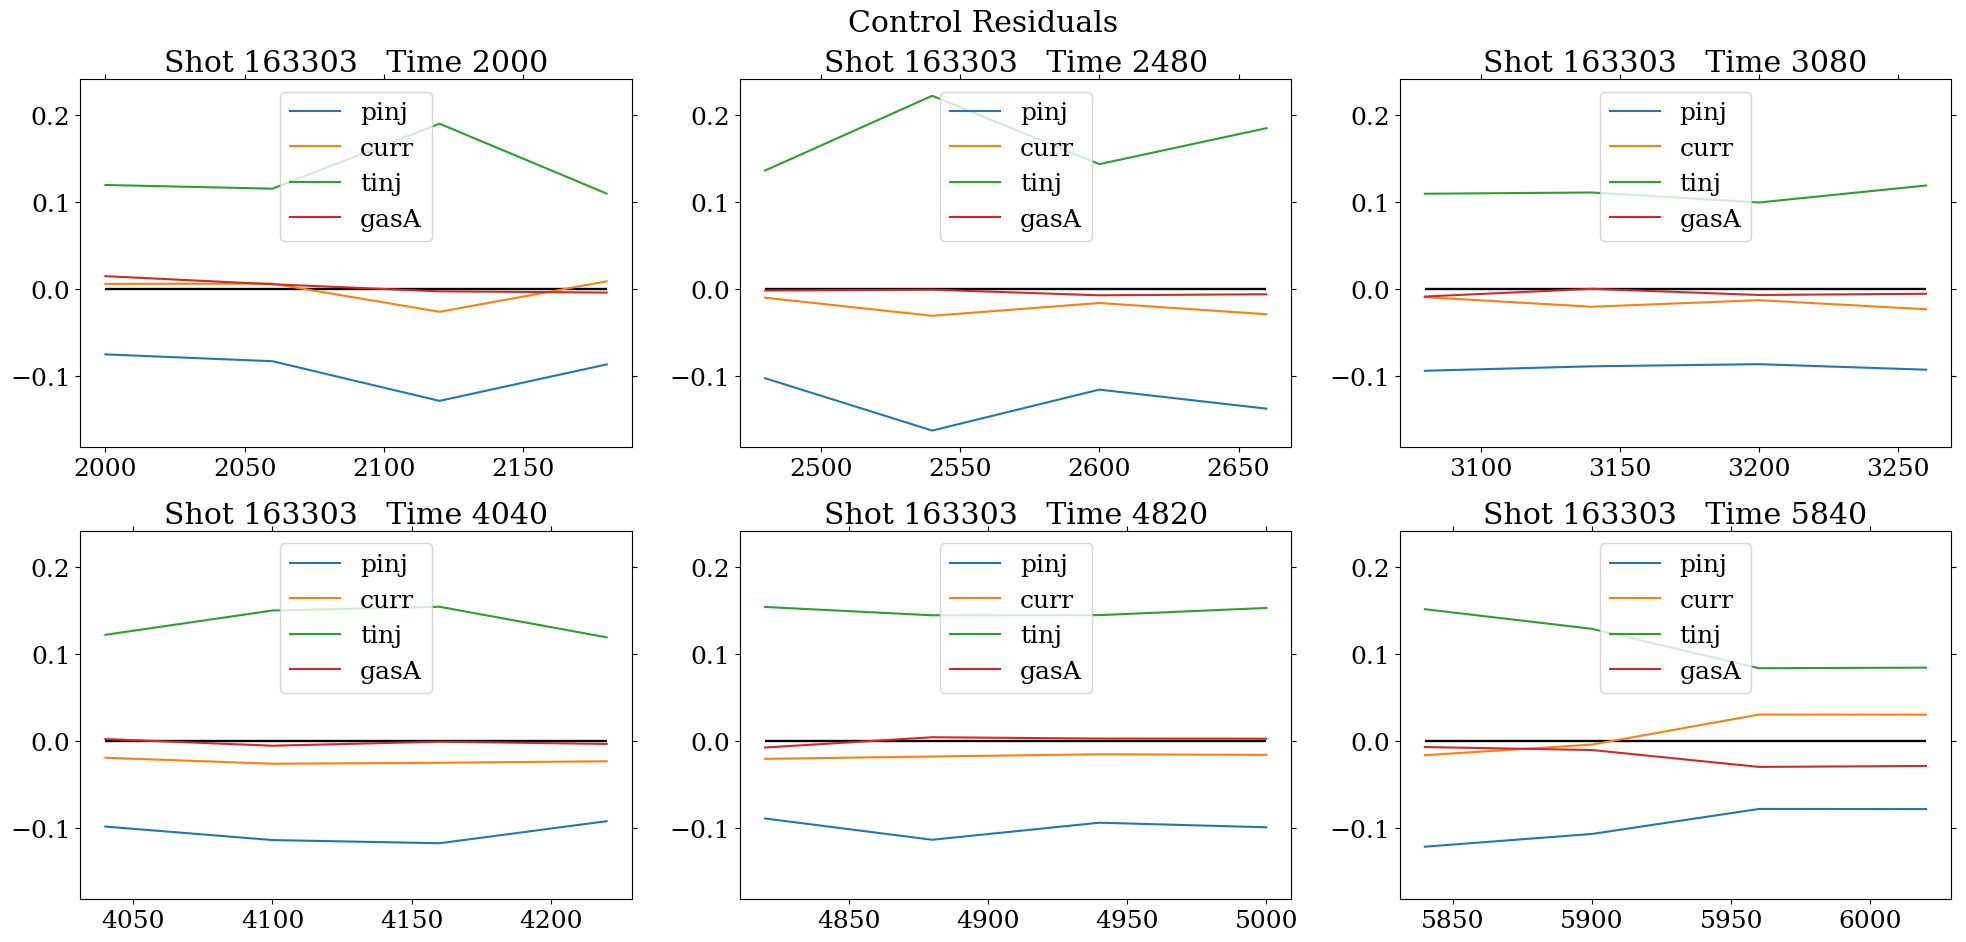 Control Residuals
Shot 163303   Time 2000
0.2
0.1
0.0
−0.1
pinj
curr
tinj
gasA
2000 2050 2100 2150
Shot 163303   Time 2480
0.2
0.1
0.0
−0.1
pinj
curr
tinj
gasA
2500 2550 2600 2650
Shot 163303   Time 3080
0.2
0.1
0.0
−0.1
pinj
curr
tinj
gasA
3100 3150 3200 3250
Shot 163303   Time 4040
0.2
0.1
0.0
−0.1
pinj
curr
tinj
gasA
4050 4100 4150 4200
Shot 163303   Time 4820
0.2
0.1
0.0
−0.1
pinj
curr
tinj
gasA
4850 4900 4950 5000
Shot 163303   Time 5840
0.2
0.1
0.0
−0.1
pinj
curr
tinj
gasA
5850 5900 5950 6000